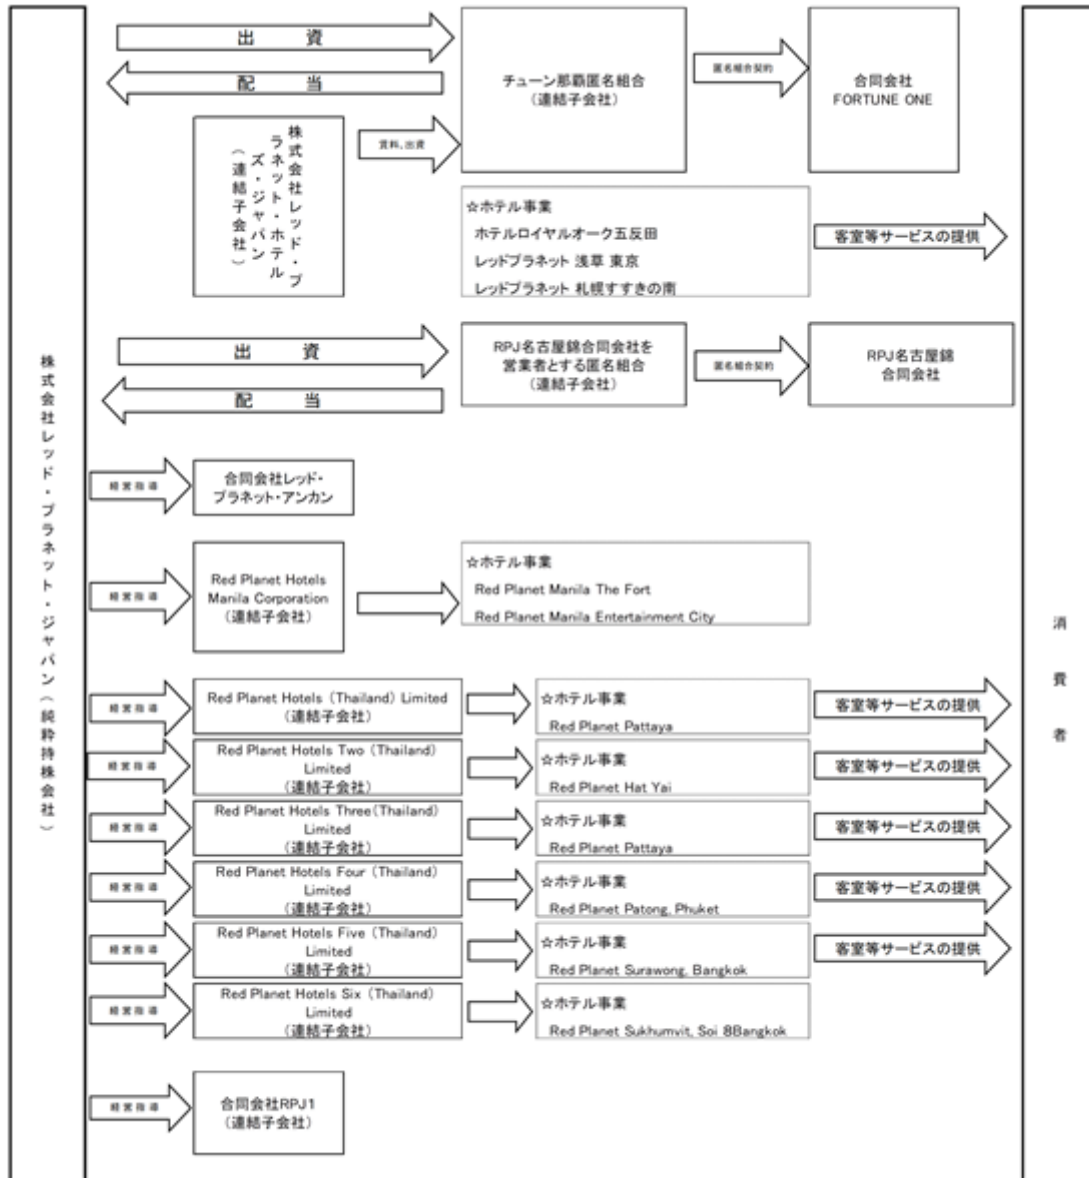 出　資
配　当
チューン那覇匿名組合
（連結子会社）
匿名組合契約
合同会社
FORTUNE ONE
株式会社レッド・プ
ラネット・ホテル
ズ・ジャパン
（連結子会社）
賃料、出資
☆ホテル事業
ホテルロイヤルオーク五反田
レッドプラネット 浅草 東京
レッドプラネット 札幌すすきの南
客室等サービスの提供
株式会社レッド・プラネット・ジャパン（純粋持株会社）
出　資
配　当
RPJ名古屋錦合同会社を
営業者とする匿名組合
（連結子会社）
匿名組合契約
RPJ名古屋錦
合同会社
経営指導
合同会社レッド・
プラネット・アンカン
経営指導
Red Planet Hotels
Manila Corporation
（連結子会社）
☆ホテル事業
Red Planet Manila The Fort
Red Planet Manila Entertainment City
消費者
経営指導
Red Planet Hotels （Thailand） Limited
（連結子会社）
☆ホテル事業
Red Planet Pattaya
客室等サービスの提供
経営指導
Red Planet Hotels Two （Thailand）
Limited
（連結子会社）
☆ホテル事業
Red Planet Hat Yai
客室等サービスの提供
経営指導
Red Planet Hotels Three（Thailand）
Limited
（連結子会社）
☆ホテル事業
Red Planet Pattaya
客室等サービスの提供
経営指導
Red Planet Hotels Four （Thailand）
Limited
（連結子会社）
☆ホテル事業
Red Planet Patong, Phuket
客室等サービスの提供
経営指導
Red Planet Hotels Five （Thailand）
Limited
（連結子会社）
☆ホテル事業
Red Planet Surawong, Bangkok
客室等サービスの提供
経営指導
Red Planet Hotels Six （Thailand）
Limited
（連結子会社）
☆ホテル事業
Red Planet Sukhumvit, Soi 8Bangkok
経営指導
合同会社RPJ1
（連結子会社）